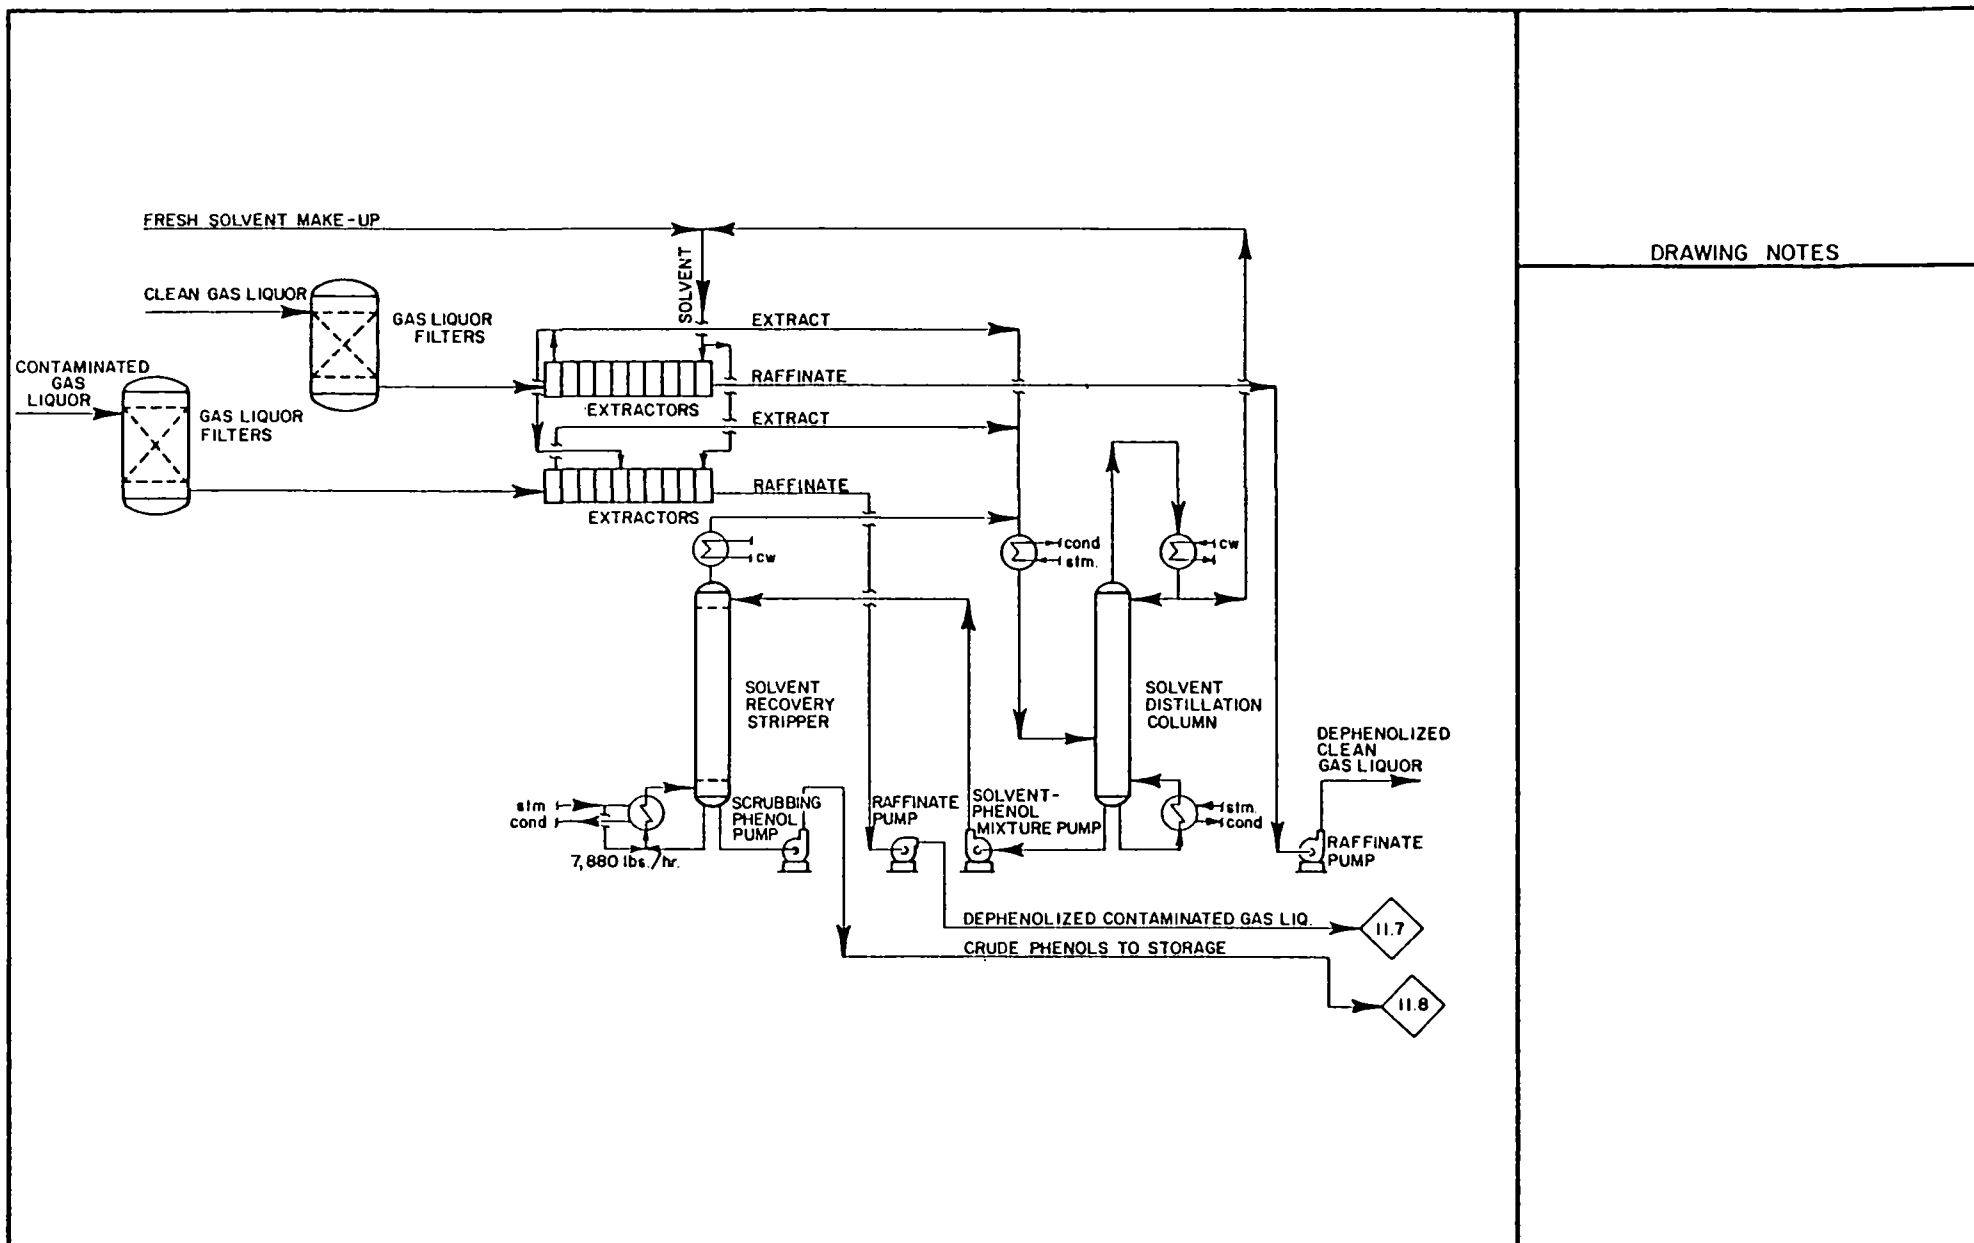 DRAWING NOTES
FRESH SOLVENT MAKE-UP
SOLVENT
CLEAN GAS LIQUOR
GAS LIQUOR
FILTERS
CONTAMINATED
GAS
LIQUOR
GAS LIQUOR
FILTERS
EXTRACT
RAFFINATE
EXTRACTORS
EXTRACT
RAFFINATE
EXTRACTORS
cw
cond
stm.
cw
SOLVENT
RECOVERY
STRIPPER
SOLVENT
DISTILLATION
COLUMN
DEPHENOLIZED
CLEAN
GAS LIQUOR
stm
cond
7,880 lbs./hr.
SCRUBBING
PHENOL
PUMP
RAFFINATE
PUMP
SOLVENT-
PHENOL
MIXTURE PUMP
stm.
cond
RAFFINATE
PUMP
DEPHENOLIZED CONTAMINATED GAS LIQ.
11.7
CRUDE PHENOLS TO STORAGE
11.8